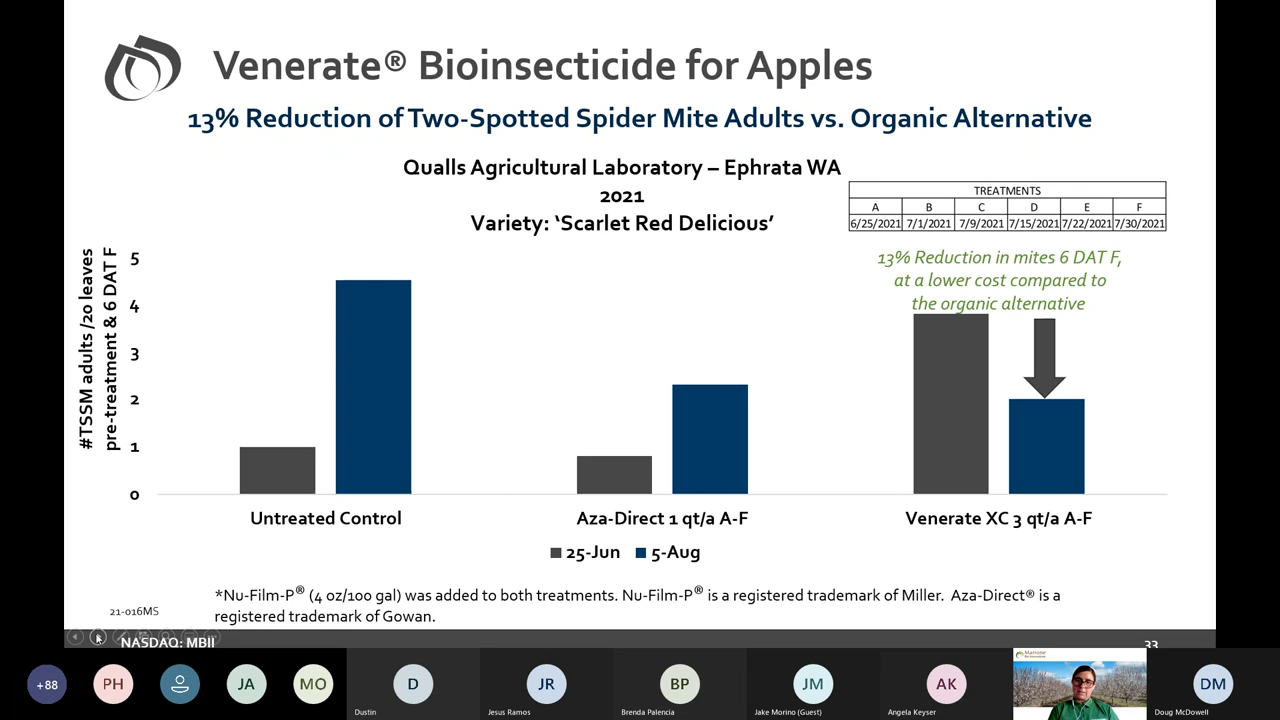 Venerate® Bioinsecticide for Apples
13% Reduction of Two-Spotted Spider Mite Adults vs. Organic Alternative
Qualls Agricultural Laboratory – Ephrata WA
2021
Variety: ‘Scarlet Red Delicious’
TREATMENTS
A B C D E F
6/25/2021 7/1/2021 7/9/2021 7/15/2021 7/22/2021 7/30/2021
13% Reduction in mites 6 DAT F,
at a lower cost compared to
the organic alternative
#TSSM adults /20 leaves
pre-treatment & 6 DAT F
5
4
3
2
1
0
Untreated Control
Aza-Direct 1 qt/a A-F
Venerate XC 3 qt/a A-F
25-Jun 5-Aug
*Nu-Film-P® (4 oz/100 gal) was added to both treatments. Nu-Film-P® is a registered trademark of Miller. Aza-Direct® is a
registered trademark of Gowan.
21-016MS
NASDAQ: MBII
33
+88 PH JA MO D JR BP JM AK DM
Marrone
Dustin
Jesus Ramos
Brenda Palencia
Jake Morino (Guest)
Angela Keyser
Doug McDowell